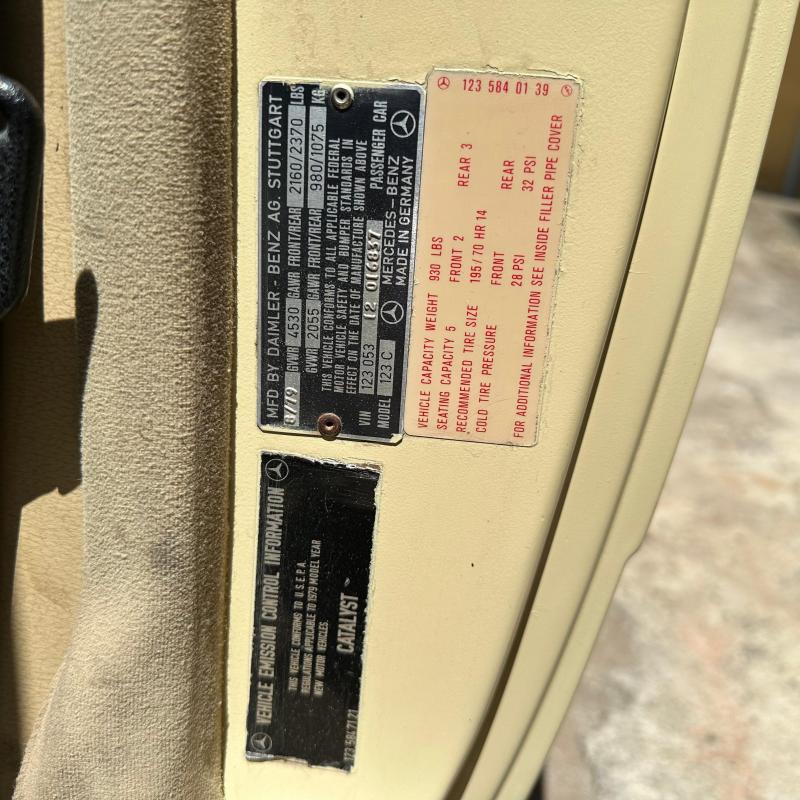 MFD BY DAIMLER-BENZ AG. STUTTGART
8/79 GVWR 4530 GAWR FRONT/REAR 2160/2370 LBS
GVWR 2055 GAWR FRONT/REAR 980/1075 KG
THIS VEHICLE CONFORMS TO ALL APPLICABLE FEDERAL
MOTOR VEHICLE SAFETY AND BUMPER STANDARDS IN
EFFECT ON THE DATE OF MANUFACTURE SHOWN ABOVE
VIN 123 053 12 016837 PASSENGER CAR
MODEL 123 C MERCEDES-BENZ
MADE IN GERMANY
123 584 01 39
VEHICLE CAPACITY WEIGHT 930 LBS
SEATING CAPACITY 5 FRONT 2 REAR 3
RECOMMENDED TIRE SIZE 195/70 HR 14
COLD TIRE PRESSURE FRONT REAR
28 PSI 32 PSI
FOR ADDITIONAL INFORMATION SEE INSIDE FILLER PIPE COVER
VEHICLE EMISSION CONTROL INFORMATION
THIS VEHICLE CONFORMS TO U.S.E.P.A.
REGULATIONS APPLICABLE TO 1979 MODEL YEAR
NEW MOTOR VEHICLES.
CATALYST
123 584 71 21